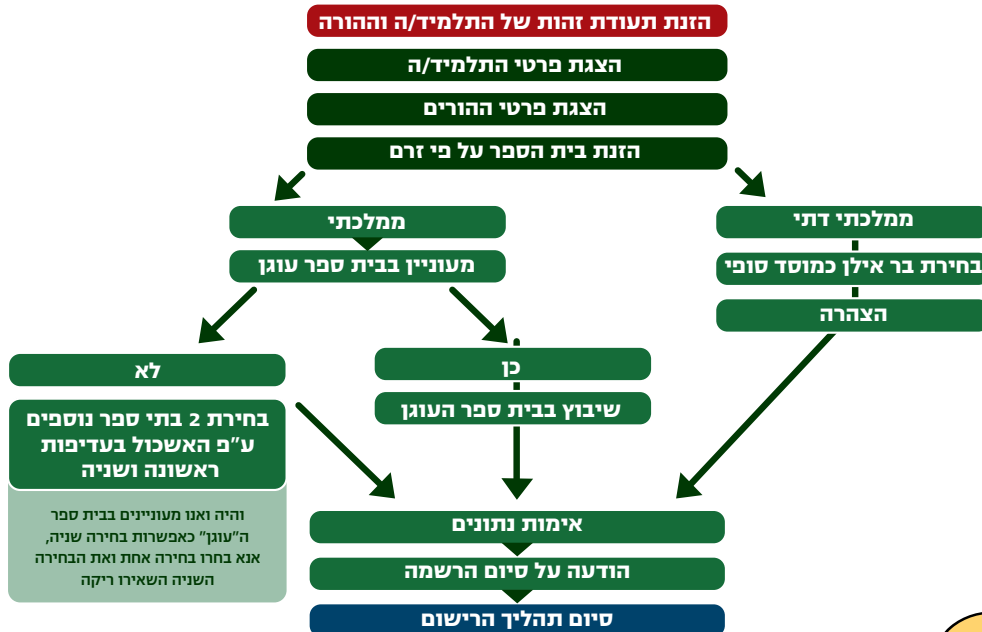 הזנת תעודת זהות של התלמיד/ה וההורה
הצגת פרטי התלמיד/ה
הצגת פרטי ההורים
הזנת בית הספר על פי זרם
ממלכתי דתי
בחירת בר אילן כמוסד סופי
הצהרה
ממלכתי
מעוניין בבית ספר עוגן
כן
שיבוץ בבית ספר העוגן
לא
בחירת 2 בתי ספר נוספים
ע"פ האשכול בעדיפות
ראשונה ושניה
והיה ואנו מעוניינים בבית ספר
ה"עוגן" כאפשרות בחירה שניה,
אנא בחרו בחירה אחת ואת הבחירה
השניה השאירו ריקה
אימות נתונים
הודעה על סיום הרשמה
סיום תהליך הרישום